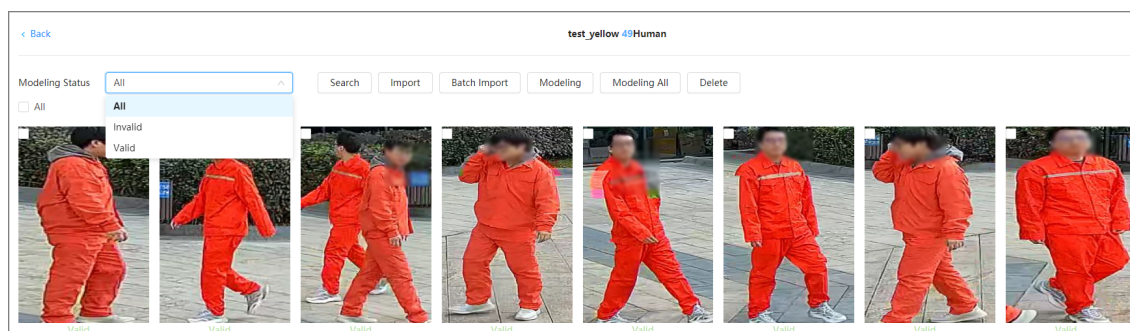 < Back
test_yellow 49Human
Modeling Status All Search Import Batch Import Modeling Modeling All Delete
All
All
Invalid
Valid
Valid Valid Valid Valid Valid Valid Valid Valid